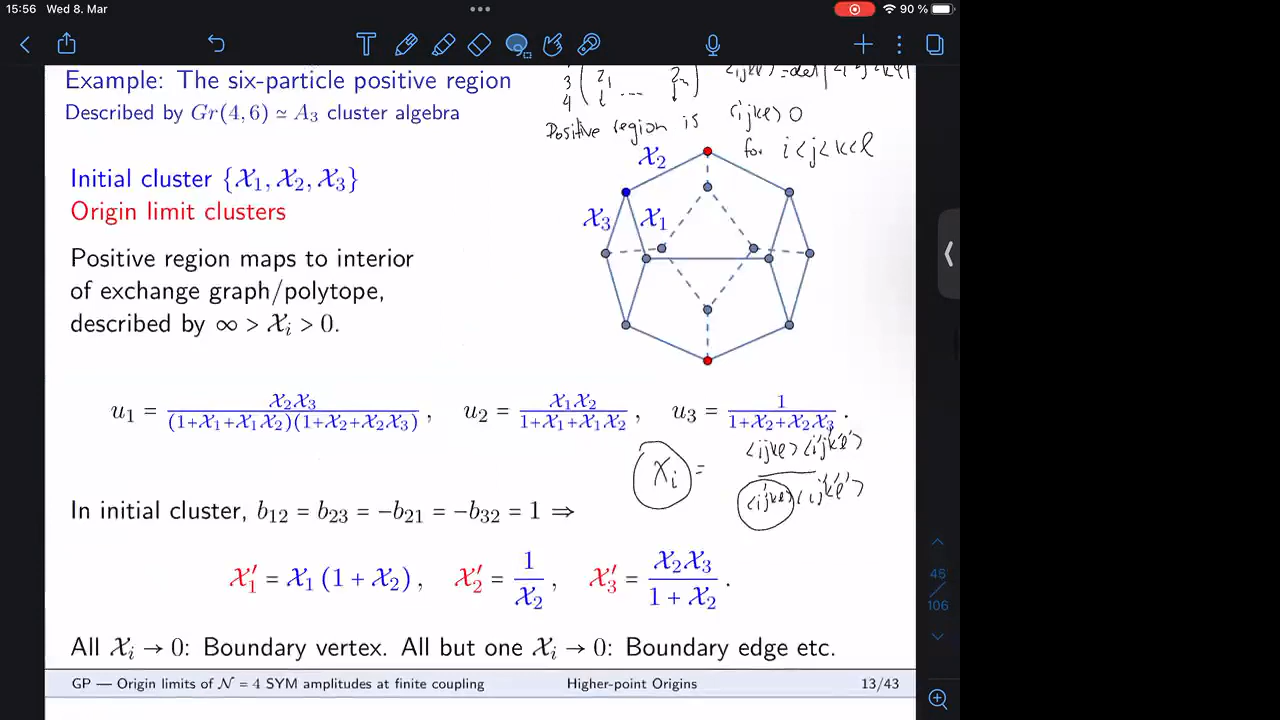 15:56 Wed 8. Mar
90 %
Example: The six-particle positive region
Described by Gr(4, 6) ≃ A₃ cluster algebra
3
4
Positive region is ⟨ijkl⟩ > 0
for i < j < k < l
Initial cluster {𝒳₁, 𝒳₂, 𝒳₃}
Origin limit clusters
𝒳₂
𝒳₃ 𝒳₁
Positive region maps to interior
of exchange graph/polytope,
described by ∞ > 𝒳ᵢ > 0.
u₁ = 𝒳₂𝒳₃ / (1+𝒳₁+𝒳₁𝒳₂)(1+𝒳₂+𝒳₂𝒳₃) , u₂ = 𝒳₁𝒳₂ / 1+𝒳₁+𝒳₁𝒳₂ , u₃ = 1 / 1+𝒳₂+𝒳₂𝒳₃ .
𝒳ᵢ = ⟨ijkl⟩⟨i'j'k'l'⟩
In initial cluster, b₁₂ = b₂₃ = −b₂₁ = −b₃₂ = 1 ⇒
𝒳′₁ = 𝒳₁ (1 + 𝒳₂) , 𝒳′₂ = 1 / 𝒳₂ , 𝒳′₃ = 𝒳₂𝒳₃ / 1 + 𝒳₂ .
All 𝒳ᵢ → 0: Boundary vertex. All but one 𝒳ᵢ → 0: Boundary edge etc.
GP — Origin limits of 𝒩 = 4 SYM amplitudes at finite coupling Higher-point Origins 13/43
45
/
106